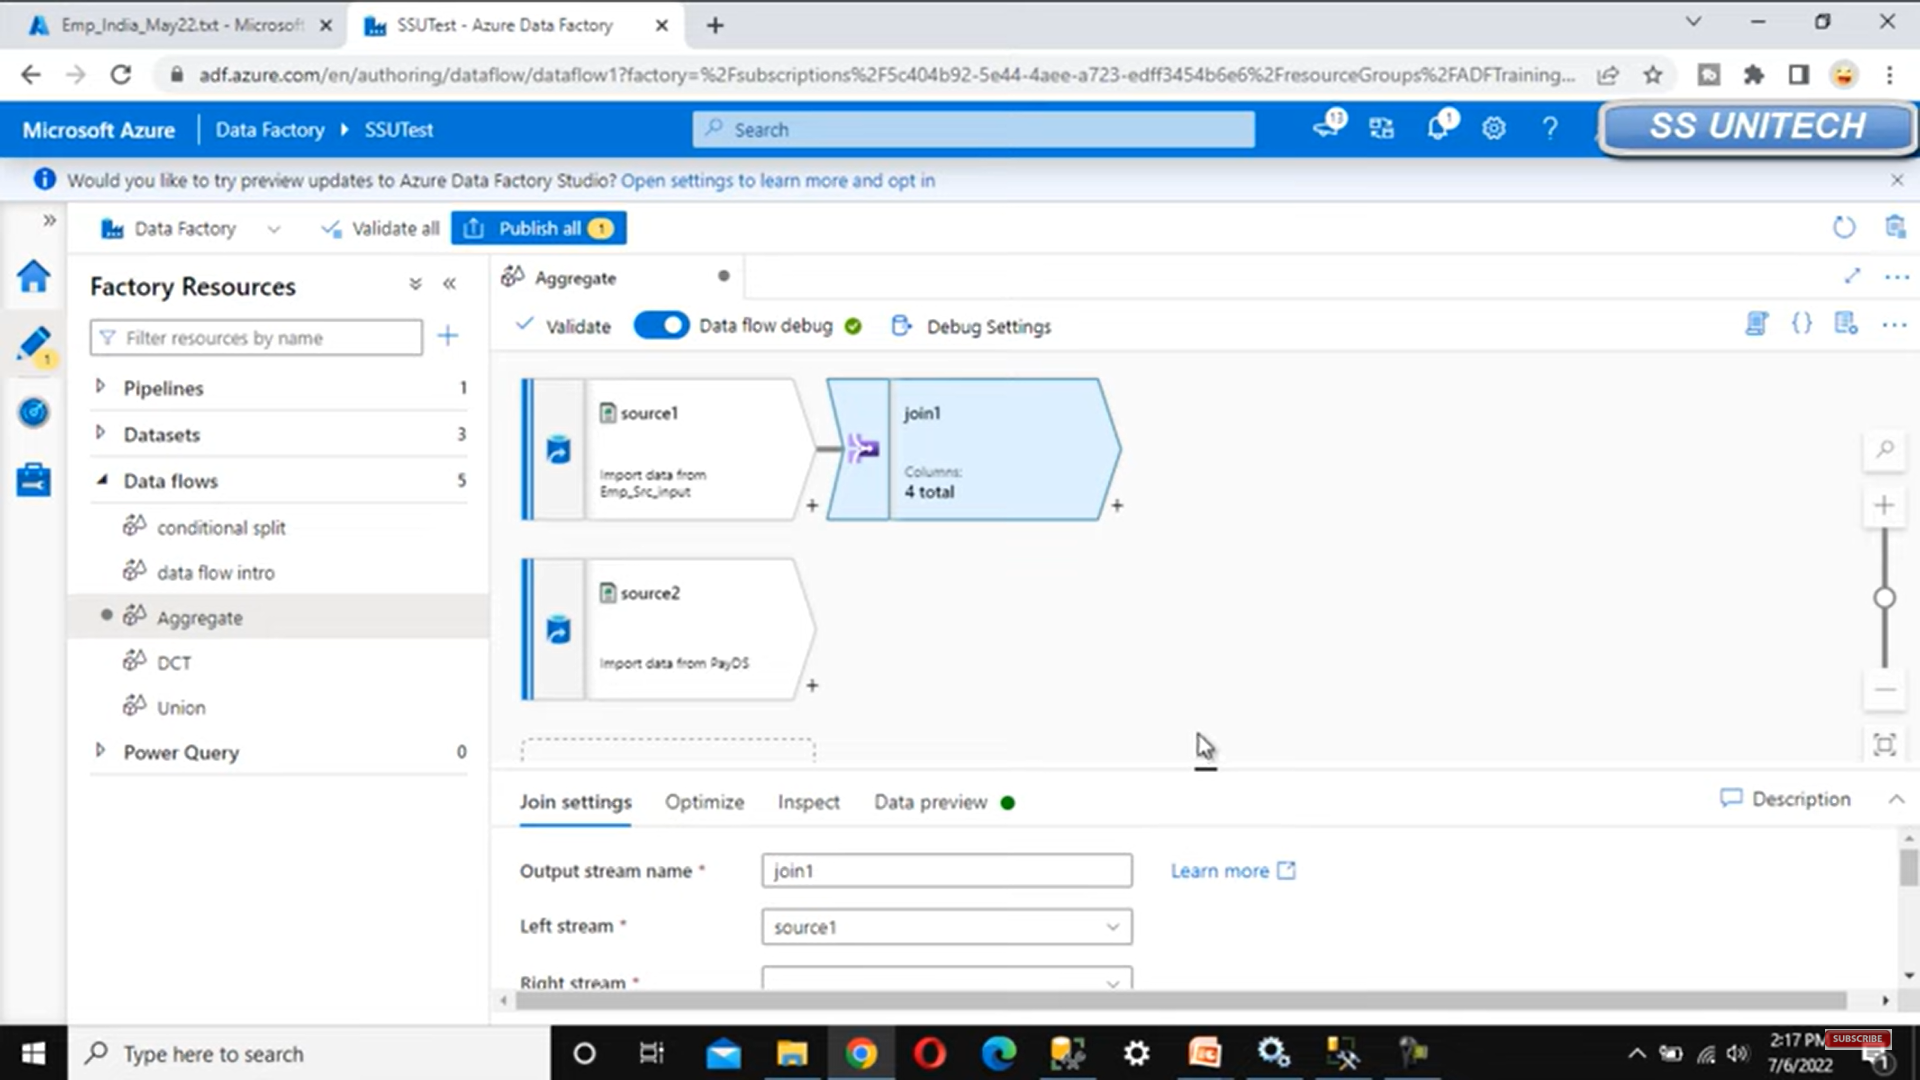 Emp_India_May22.txt - Microsoft
SSUTest - Azure Data Factory
adf.azure.com/en/authoring/dataflow/dataflow1?factory=%2Fsubscriptions%2F5c404b92-5e44-4aee-a723-edff3454b6e6%2FresourceGroups%2FADFTraining...
Microsoft Azure
Data Factory
SSUTest
Search
13
1
SS UNITECH
Would you like to try preview updates to Azure Data Factory Studio? Open settings to learn more and opt in
Data Factory
Validate all
Publish all 1
Factory Resources
Filter resources by name
1
Pipelines 1
Datasets 3
Data flows 5
conditional split
data flow intro
Aggregate
DCT
Union
Power Query 0
Aggregate
Validate
Data flow debug
Debug Settings
source1
Import data from
Emp_Src_input
join1
Columns:
4 total
source2
Import data from PayDS
Join settings
Optimize
Inspect
Data preview
Description
Output stream name *
join1
Learn more
Left stream *
source1
Right stream *
Type here to search
2:17 PM
7/6/2022
SUBSCRIBE
1